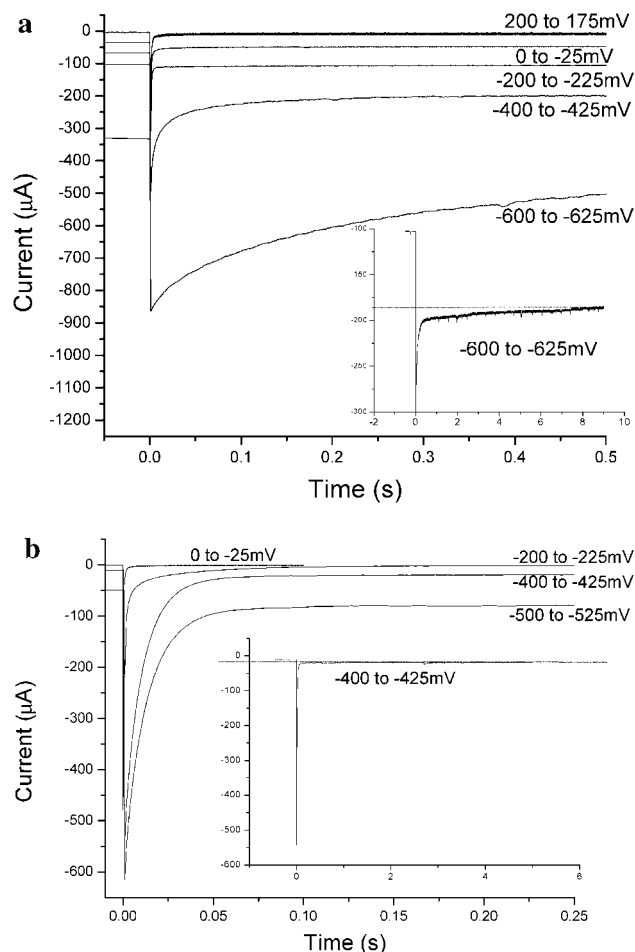 a
200 to 175mV
0 to -25mV
-200 to -225mV
-400 to -425mV
-600 to -625mV
0
-100
-200
-300
-400
-500
-600
-700
-800
-900
-1000
-1100
-1200
Current (µA)
0.0 0.1 0.2 0.3 0.4 0.5
Time (s)
-100
-150
-200
-250
-300
-600 to -625mV
-2 0 2 4 6 8 10
b
0 to -25mV
-200 to -225mV
-400 to -425mV
-500 to -525mV
0
-100
-200
-300
-400
-500
-600
Current (µA)
0.00 0.05 0.10 0.15 0.20 0.25
Time (s)
0
-100
-200
-300
-400
-500
-600
-400 to -425mV
0 2 4 6